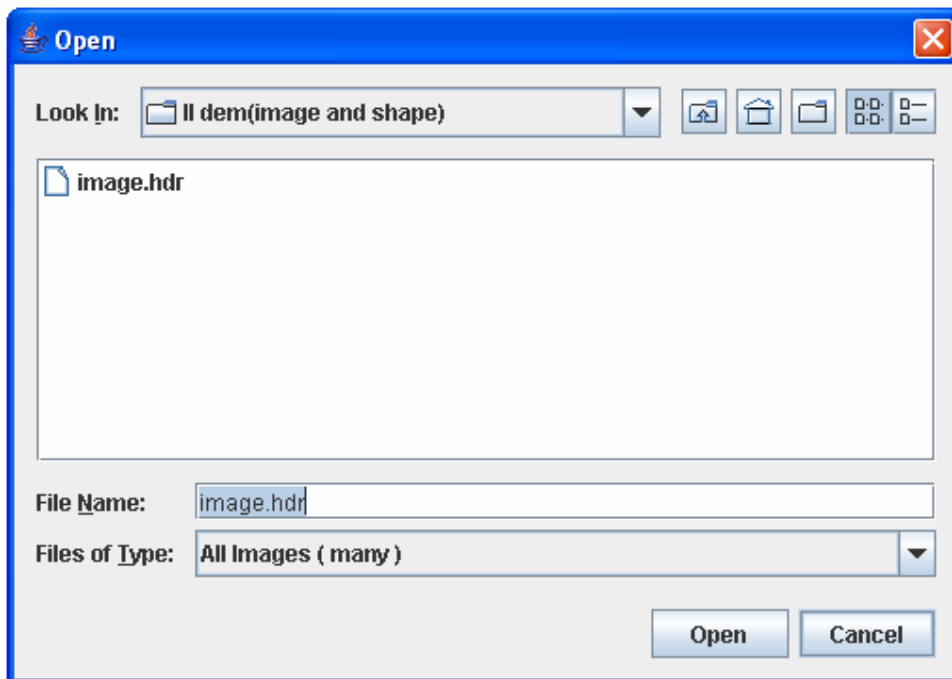 Open
Look In: II dem(image and shape)
image.hdr
File Name: image.hdr
Files of Type: All Images ( many )
Open Cancel